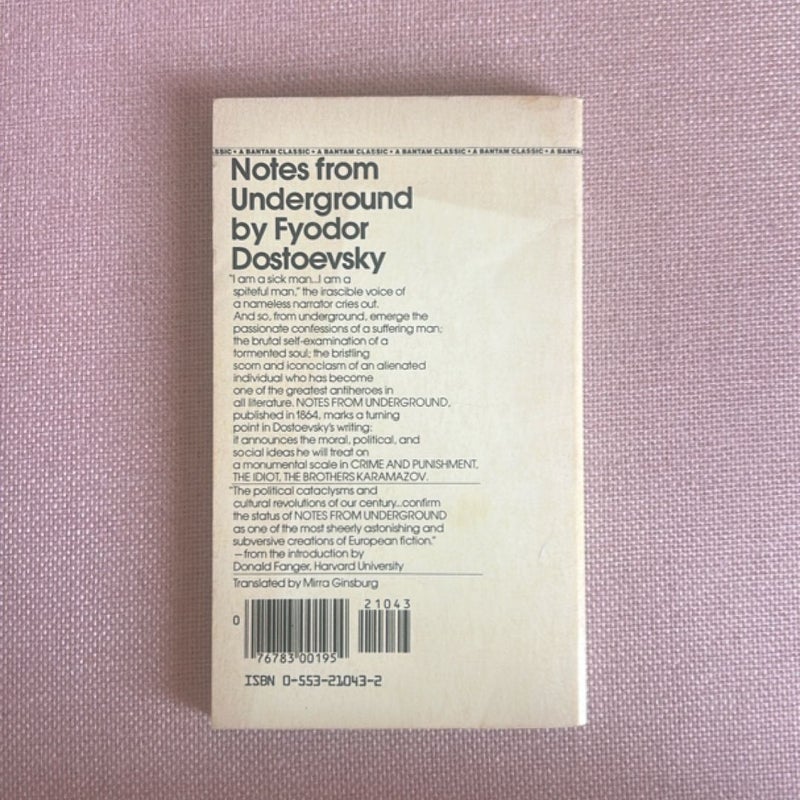 SSIC • A BANTAM CLASSIC • A BANTAM CLASSIC • A BANTAM CLASSIC • A BANTAM CLASSIC • A BANTA
Notes from
Underground
by Fyodor
Dostoevsky
"I am a sick man...I am a
spiteful man," the irascible voice of
a nameless narrator cries out.
And so, from underground, emerge the
passionate confessions of a suffering man;
the brutal self-examination of a
tormented soul; the bristling
scorn and iconoclasm of an alienated
individual who has become
one of the greatest antiheroes in
all literature. NOTES FROM UNDERGROUND,
published in 1864, marks a turning
point in Dostoevsky's writing:
it announces the moral, political, and
social ideas he will treat on
a monumental scale in CRIME AND PUNISHMENT,
THE IDIOT, THE BROTHERS KARAMAZOV.
"The political cataclysms and
cultural revolutions of our century...confirm
the status of NOTES FROM UNDERGROUND
as one of the most sheerly astonishing and
subversive creations of European fiction."
—from the introduction by
Donald Fanger, Harvard University
Translated by Mirra Ginsburg
21043
0
76783 00195
ISBN 0-553-21043-2